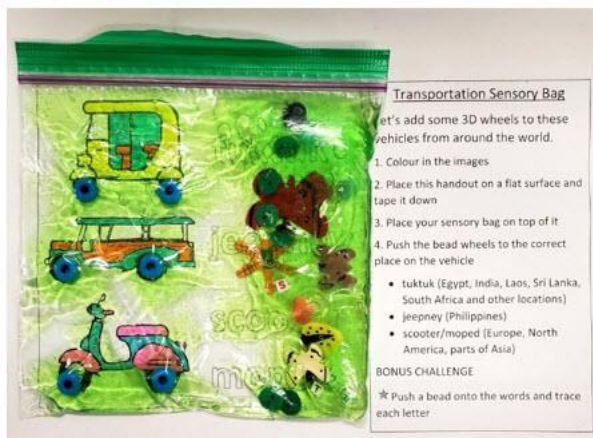 jee
scoo
mo
S
Transportation Sensory Bag
Let's add some 3D wheels to these
vehicles from around the world.
1. Colour in the images
2. Place this handout on a flat surface and
tape it down
3. Place your sensory bag on top of it
4. Push the bead wheels to the correct
place on the vehicle
• tuktuk (Egypt, India, Laos, Sri Lanka,
South Africa and other locations)
• jeepney (Philippines)
• scooter/moped (Europe, North
America, parts of Asia)
BONUS CHALLENGE
★ Push a bead onto the words and trace
each letter